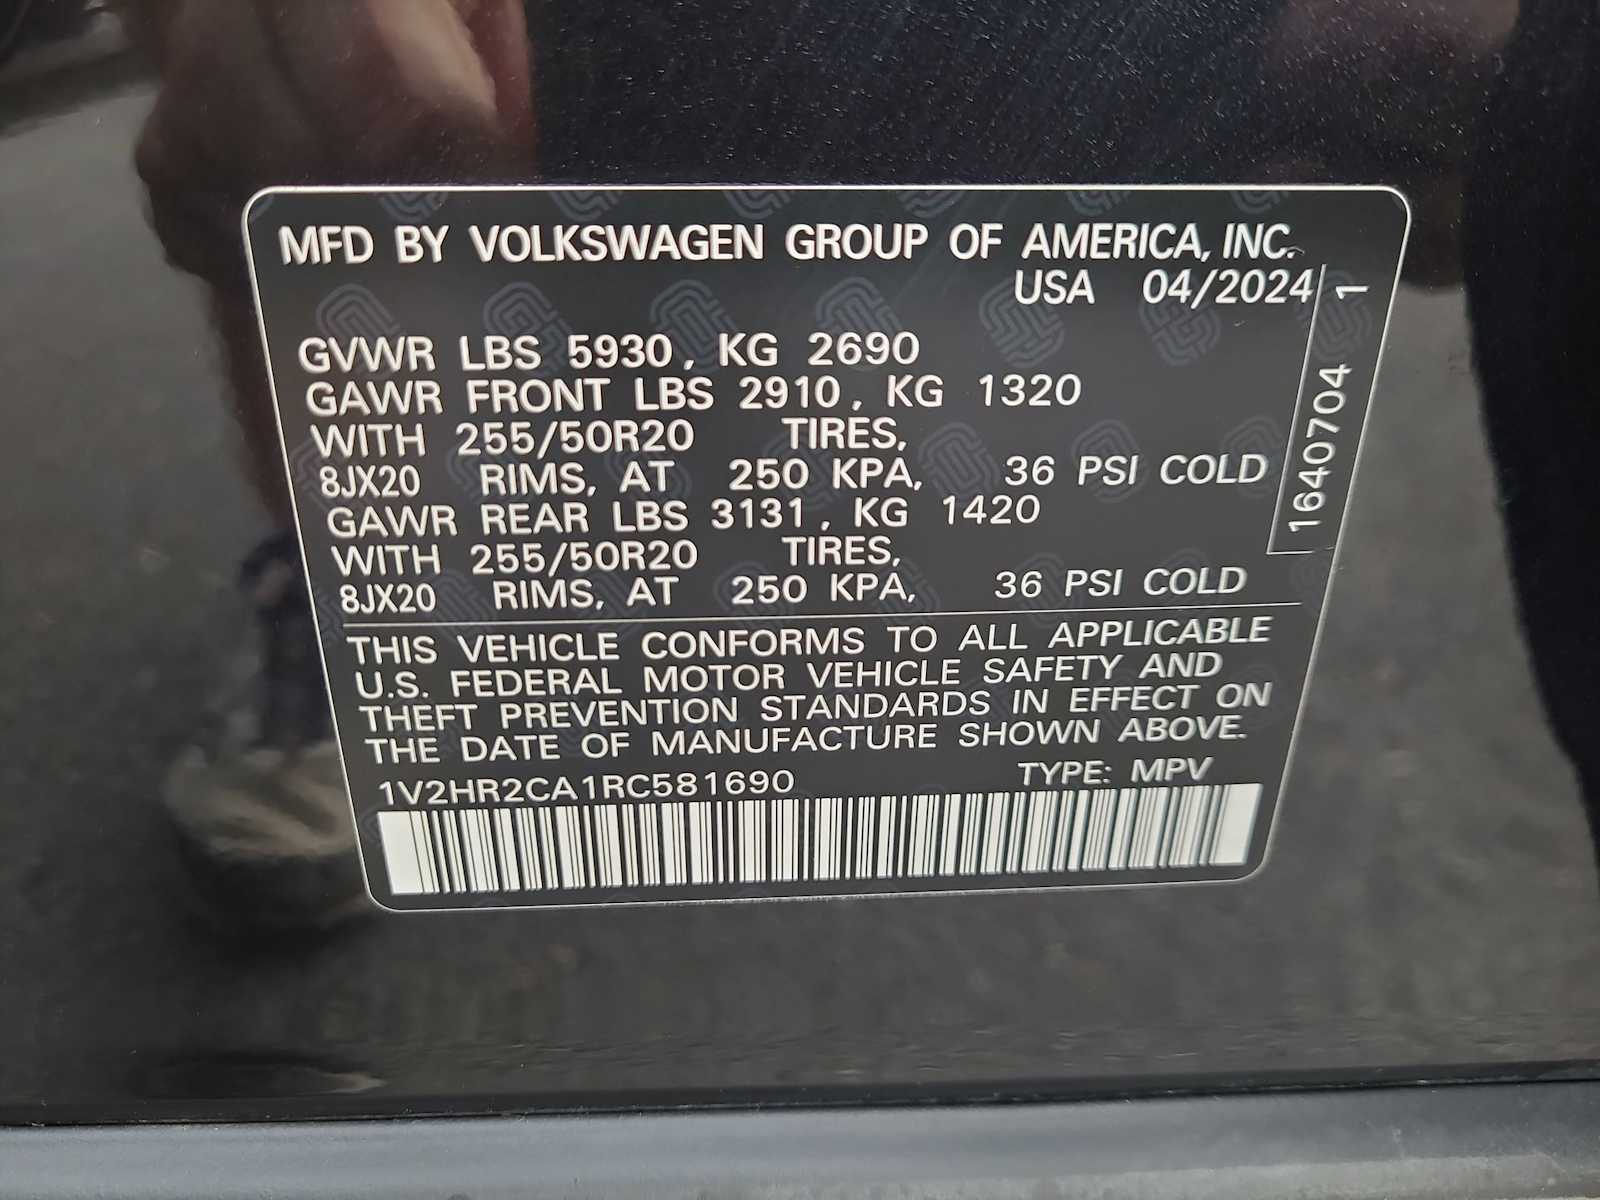 MFD BY VOLKSWAGEN GROUP OF AMERICA, INC.
USA 04/2024
GVWR LBS 5930, KG 2690
GAWR FRONT LBS 2910, KG 1320
WITH 255/50R20 TIRES,
8JX20 RIMS, AT 250 KPA, 36 PSI COLD
GAWR REAR LBS 3131, KG 1420
WITH 255/50R20 TIRES,
8JX20 RIMS, AT 250 KPA, 36 PSI COLD
THIS VEHICLE CONFORMS TO ALL APPLICABLE
U.S. FEDERAL MOTOR VEHICLE SAFETY AND
THEFT PREVENTION STANDARDS IN EFFECT ON
THE DATE OF MANUFACTURE SHOWN ABOVE.
1V2HR2CA1RC581690 TYPE: MPV
1640704 1